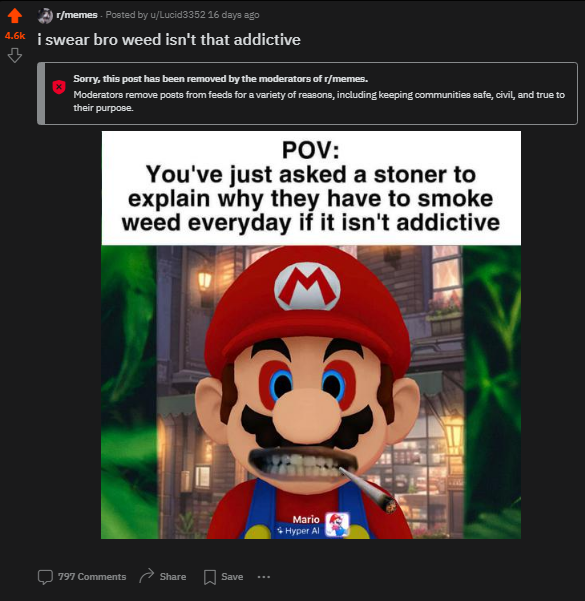 r/memes · Posted by u/Lucid3352 16 days ago
4.6k
i swear bro weed isn't that addictive
Sorry, this post has been removed by the moderators of r/memes.
Moderators remove posts from feeds for a variety of reasons, including keeping communities safe, civil, and true to
their purpose.
POV:
You've just asked a stoner to
explain why they have to smoke
weed everyday if it isn't addictive
M
Mario
Hyper AI
797 Comments Share Save ...